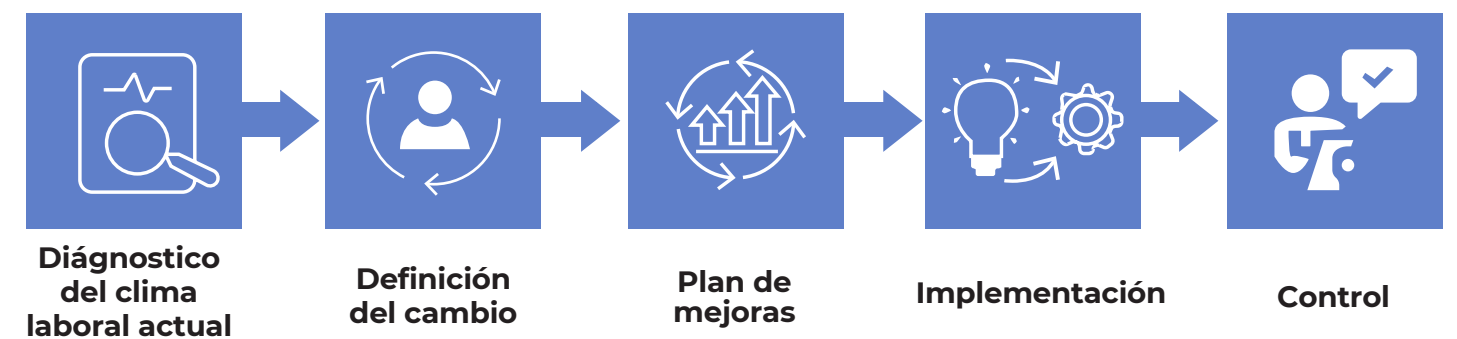 Diágnostico
del clima
laboral actual
Definición
del cambio
Plan de
mejoras
Implementación
Control